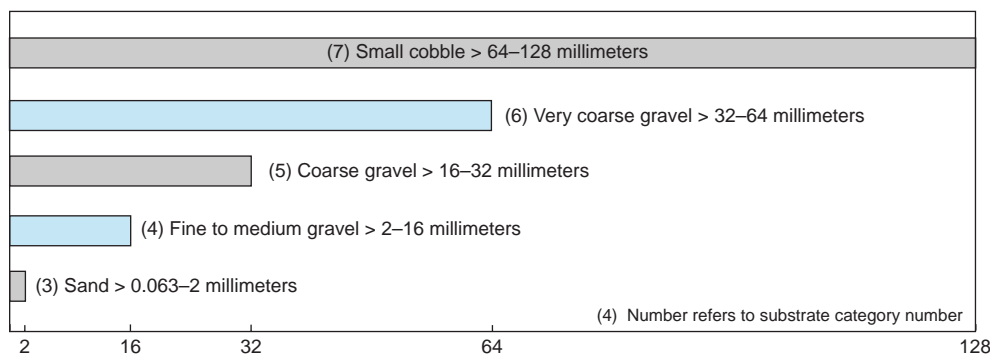 (7) Small cobble > 64–128 millimeters
(6) Very coarse gravel > 32–64 millimeters
(5) Coarse gravel > 16–32 millimeters
(4) Fine to medium gravel > 2–16 millimeters
(3) Sand > 0.063–2 millimeters
(4) Number refers to substrate category number
2 16 32 64 128